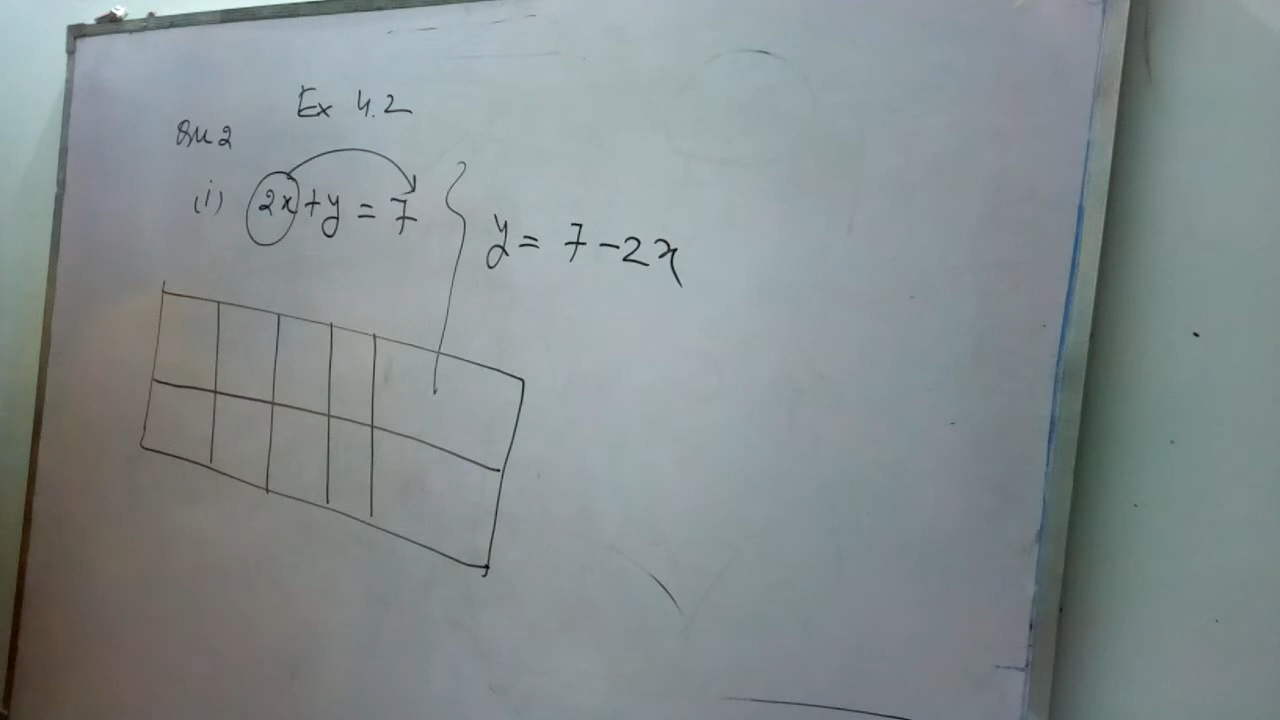 Ex 4.2
Qu 2
(i) 2x + y = 7
y = 7 - 2x